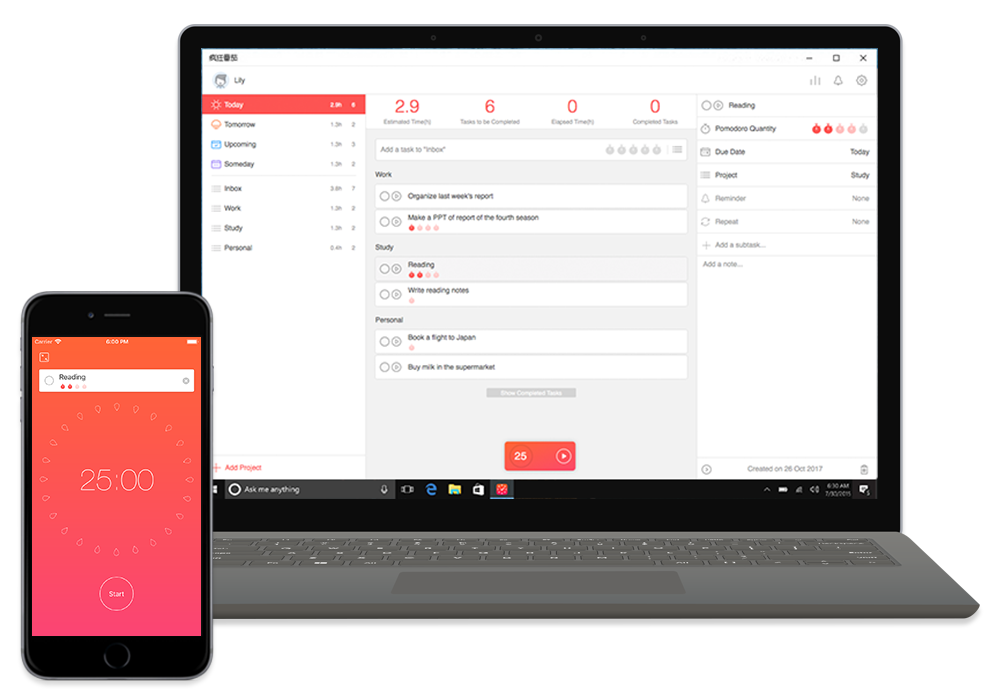 疯狂番茄
Lily
Today 2.9h 6
Tomorrow 1.3h 2
Upcoming 1.3h 3
Someday 1.3h 2
Inbox 3.8h 7
Work 1.3h 2
Study 1.3h 2
Personal 0.4h 2
Add Project
2.9 6 0 0
Estimated Time(h) Tasks to be Completed Elapsed Time(h) Completed Tasks
Add a task to "Inbox"
Work
Organize last week's report
Make a PPT of report of the fourth season
Study
Reading
Write reading notes
Personal
Book a flight to Japan
Buy milk in the supermarket
Show Completed Tasks
25
Reading
Pomodoro Quantity
Due Date Today
Project Study
Reminder None
Repeat None
Add a subtask...
Add a note...
Created on 26 Oct 2017
Ask me anything
6:30 AM
7/30/2015
Carrier 6:00 PM
Reading
25:00
Start